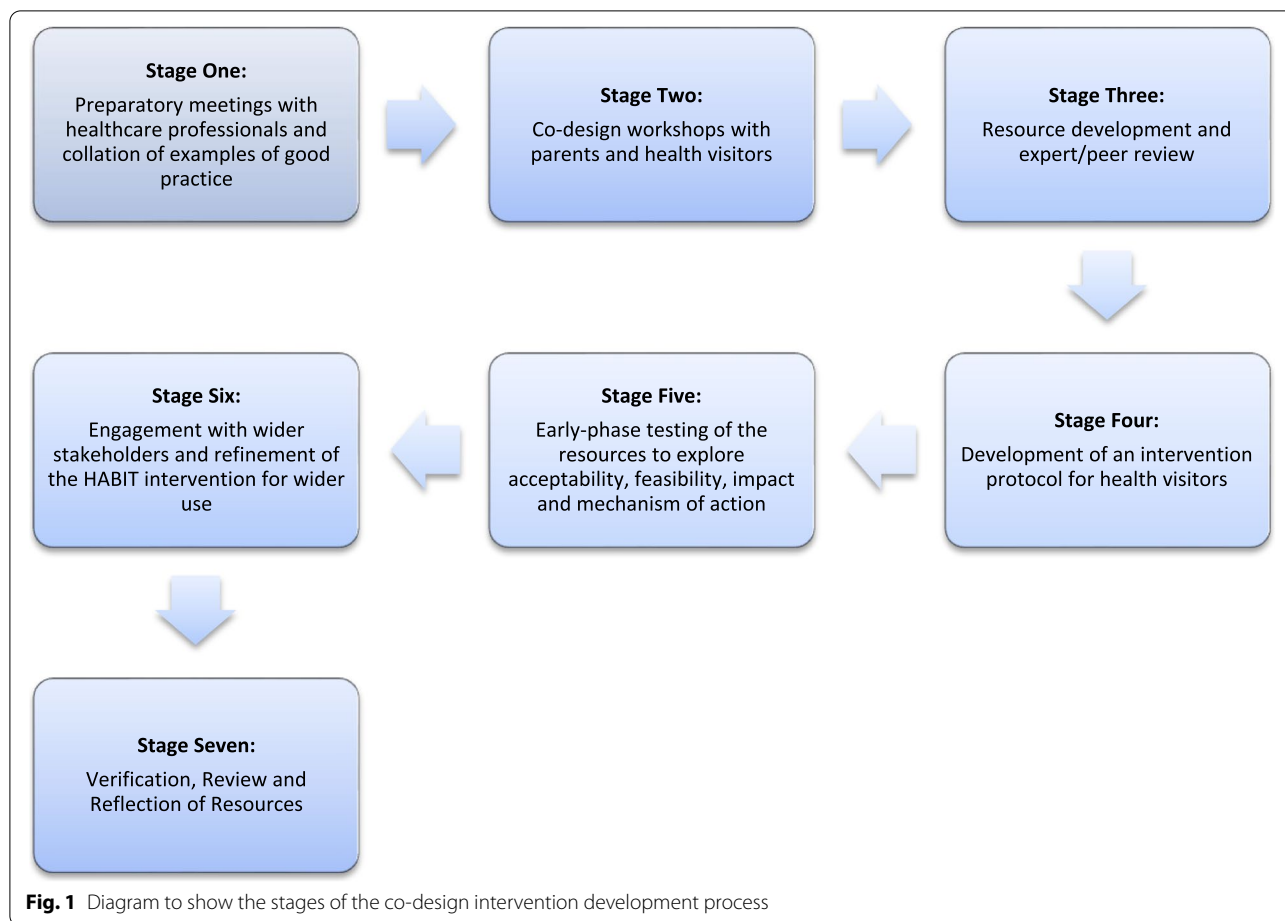 Stage One:
Preparatory meetings with
healthcare professionals and
collation of examples of good
practice
Stage Two:
Co-design workshops with
parents and health visitors
Stage Three:
Resource development and
expert/peer review
Stage Four:
Development of an intervention
protocol for health visitors
Stage Five:
Early-phase testing of the
resources to explore
acceptability, feasibility, impact
and mechanism of action
Stage Six:
Engagement with wider
stakeholders and refinement of
the HABIT intervention for wider
use
Stage Seven:
Verification, Review and
Reflection of Resources
Fig. 1 Diagram to show the stages of the co-design intervention development process